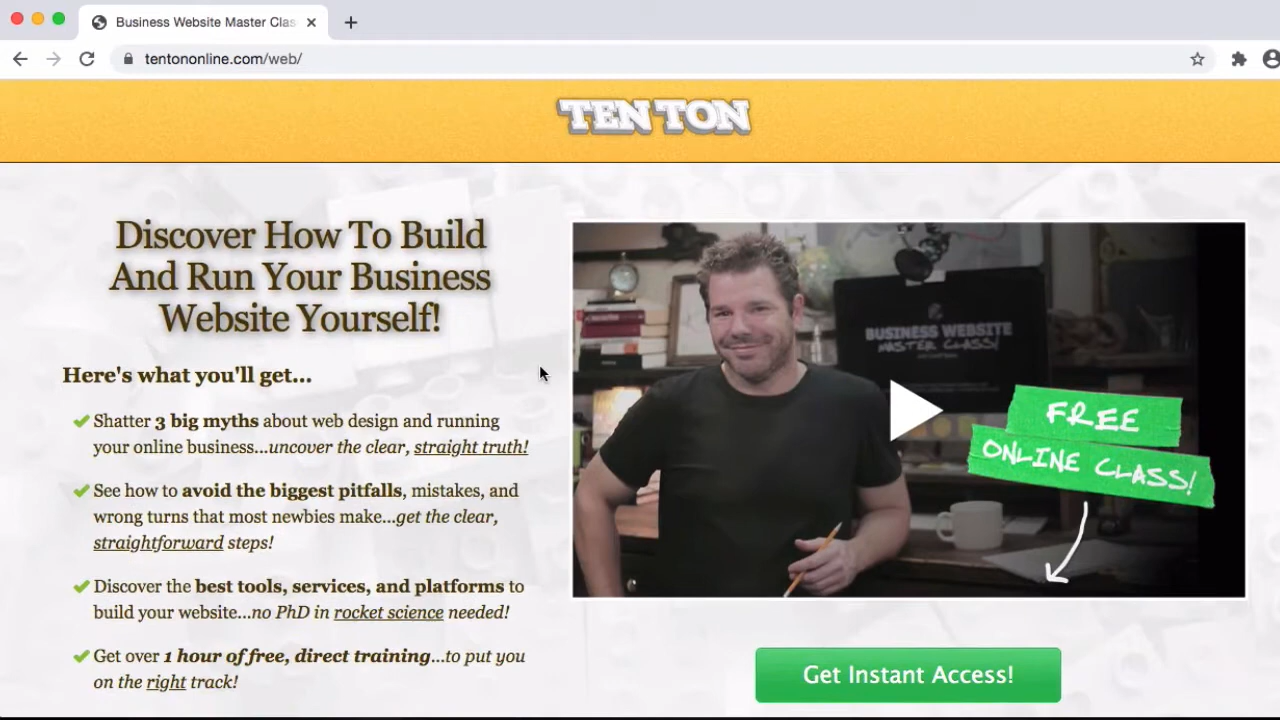 Business Website Master Clas
tentononline.com/web/
TEN TON
Discover How To Build
And Run Your Business
Website Yourself!
Here's what you'll get...
Shatter 3 big myths about web design and running
your online business...uncover the clear, straight truth!
See how to avoid the biggest pitfalls, mistakes, and
wrong turns that most newbies make...get the clear,
straightforward steps!
Discover the best tools, services, and platforms to
build your website...no PhD in rocket science needed!
Get over 1 hour of free, direct training...to put you
on the right track!
BUSINESS WEBSITE
MASTER CLASS!
FREE
ONLINE CLASS!
Get Instant Access!